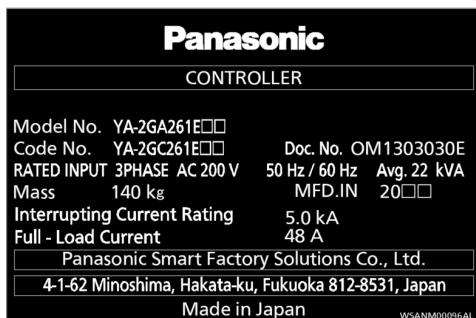 Panasonic
CONTROLLER
Model No. YA-2GA261E□□
Code No. YA-2GC261E□□ Doc. No. OM1303030E
RATED INPUT 3PHASE AC 200 V 50 Hz / 60 Hz Avg. 22 kVA
Mass 140 kg MFD.IN 20□□
Interrupting Current Rating 5.0 kA
Full - Load Current 48 A
Panasonic Smart Factory Solutions Co., Ltd.
4-1-62 Minoshima, Hakata-ku, Fukuoka 812-8531, Japan
Made in Japan
WSANM00096AL